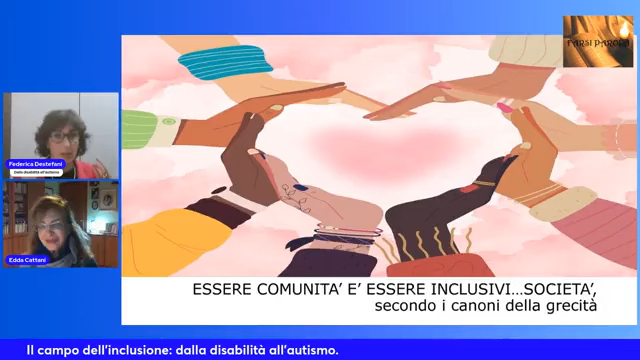 FARSI PAROLA
Federica Destefani
Dalla disabilità all'autismo
Edda Cattani
ESSERE COMUNITA' E' ESSERE INCLUSIVI...SOCIETA',
secondo i canoni della grecità
Il campo dell'inclusione: dalla disabilità all'autismo.